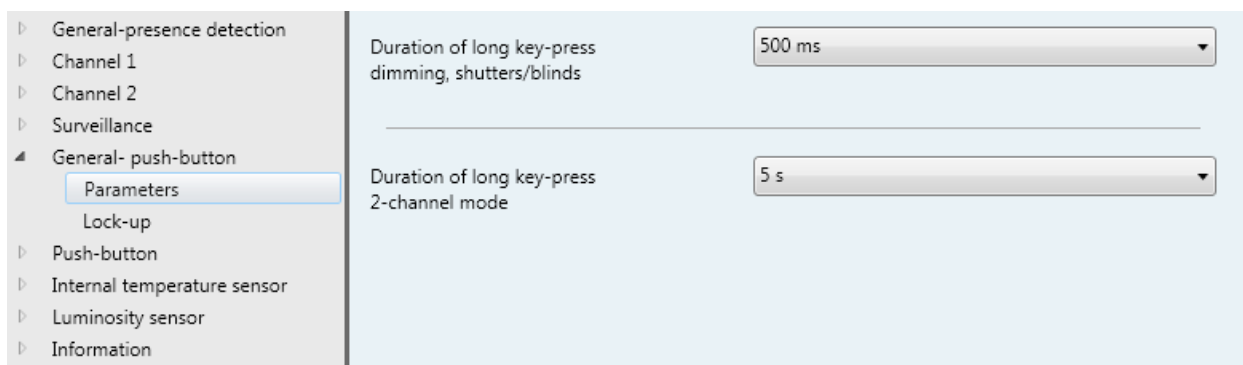 General-presence detection
Channel 1
Channel 2
Surveillance
General- push-button
Parameters
Lock-up
Push-button
Internal temperature sensor
Luminosity sensor
Information
Duration of long key-press
dimming, shutters/blinds
500 ms
Duration of long key-press
2-channel mode
5 s